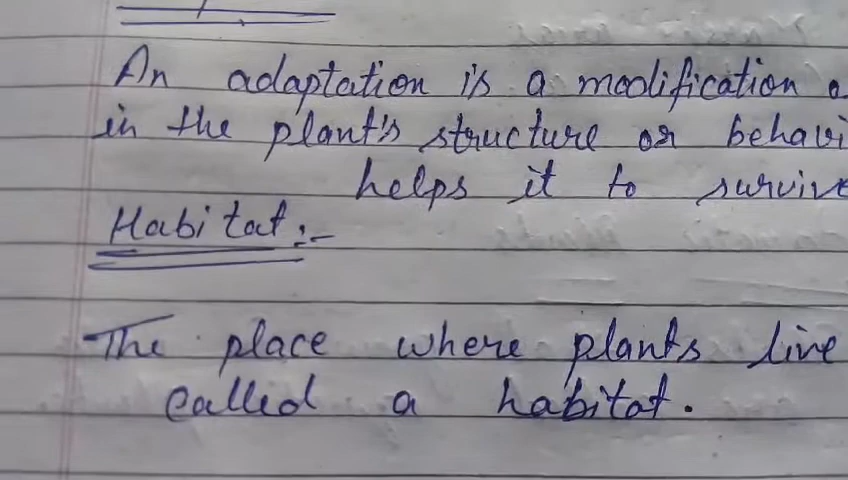 An adaptation is a modification
in the plant's structure or
helps it to survive
Habitat :-
The place where plants live
called a habitat.